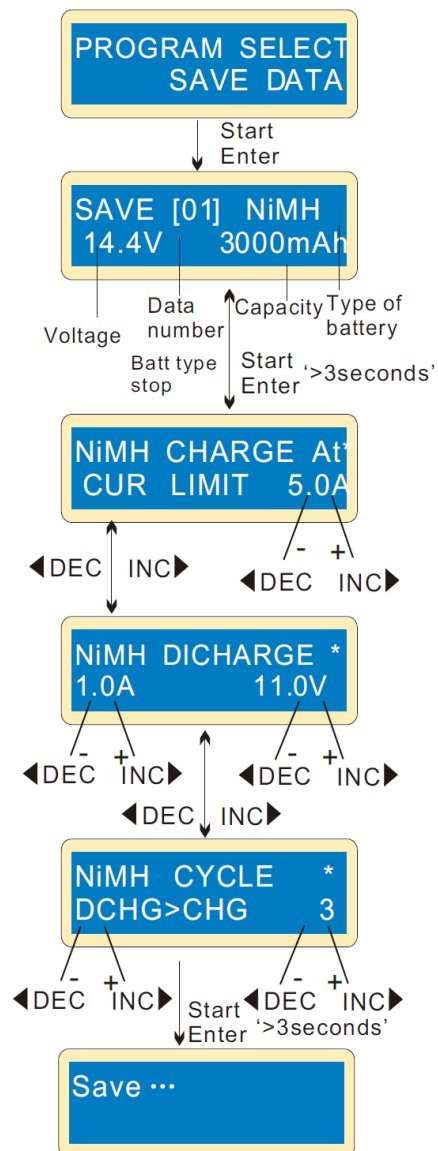 PROGRAM SELECT
SAVE DATA
Start
Enter
SAVE [01] NiMH
14.4V 3000mAh
Voltage
Data
number
Capacity
Type of
battery
Batt type
stop
Start
Enter
‘>3seconds’
NiMH CHARGE At*
CUR LIMIT 5.0A
◀DEC INC▶
- +
◀DEC INC▶
NiMH DICHARGE *
1.0A 11.0V
- +
◀DEC INC▶
- +
◀DEC INC▶
◀DEC INC▶
NiMH CYCLE *
DCHG>CHG 3
- +
◀DEC INC▶
- +
◀DEC INC▶
Start
Enter
‘>3seconds’
Save ···